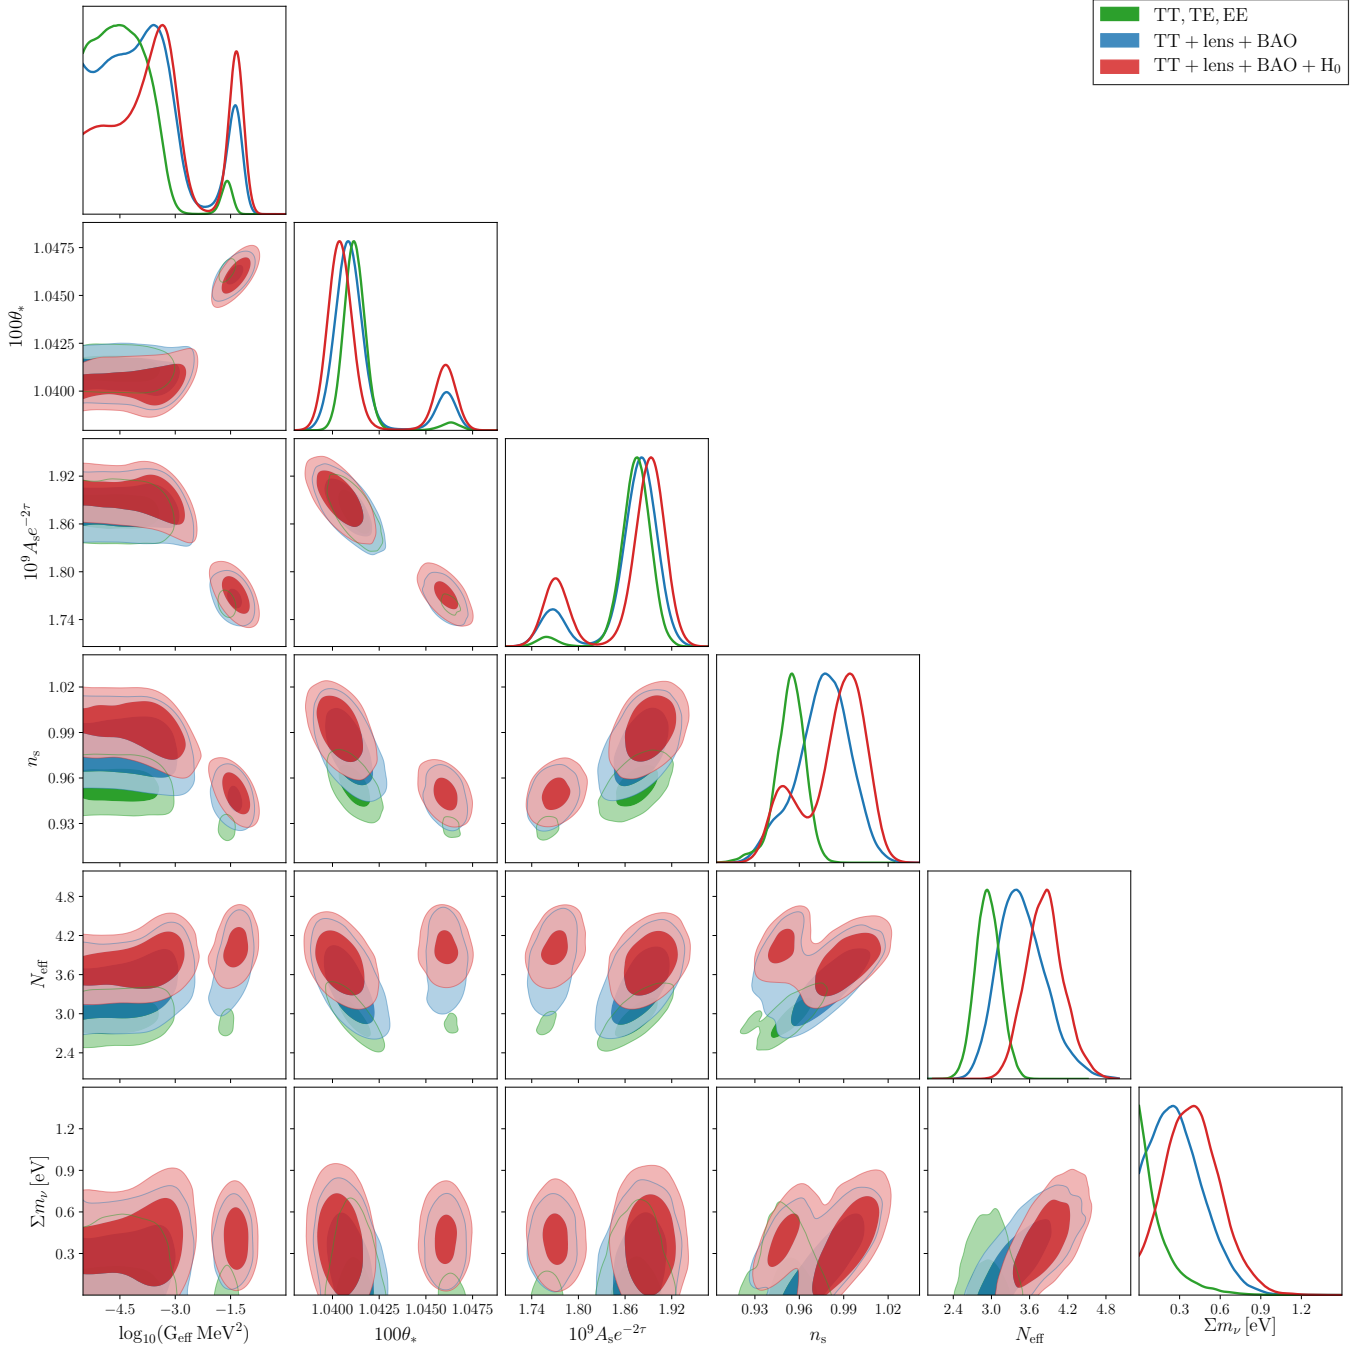 TT, TE, EE
TT + lens + BAO
TT + lens + BAO + H₀
1.0475
1.0450
1.0425
1.0400
100θ*
1.92
1.86
1.80
1.74
10⁹Aₛe⁻²τ
1.02
0.99
0.96
0.93
nₛ
4.8
4.2
3.6
3.0
2.4
N_eff
1.2
0.9
0.6
0.3
Σmν [eV]
−4.5 −3.0 −1.5
1.0400 1.0425 1.0450 1.0475
1.74 1.80 1.86 1.92
0.93 0.96 0.99 1.02
2.4 3.0 3.6 4.2 4.8
0.3 0.6 0.9 1.2
log₁₀(G_eff MeV²)
100θ*
10⁹Aₛe⁻²τ
nₛ
N_eff
Σmν [eV]